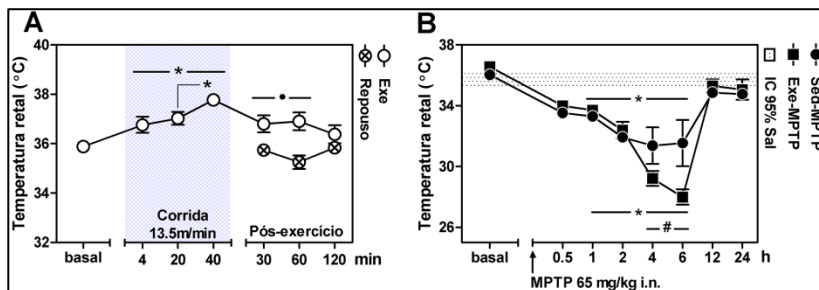 A
Temperatura retal (°C)
40
38
36
34
32
*
*
•
Corrida
13.5m/min
Pós-exercício
basal
4
20
40
30
60
120
min
Exe
Repouso
B
Temperatura retal (°C)
38
34
30
26
*
*
#
basal
0.5
1
2
4
6
12
24
h
MPTP 65 mg/kg i.n.
Sed-MPTP
Exe-MPTP
IC 95% Sal